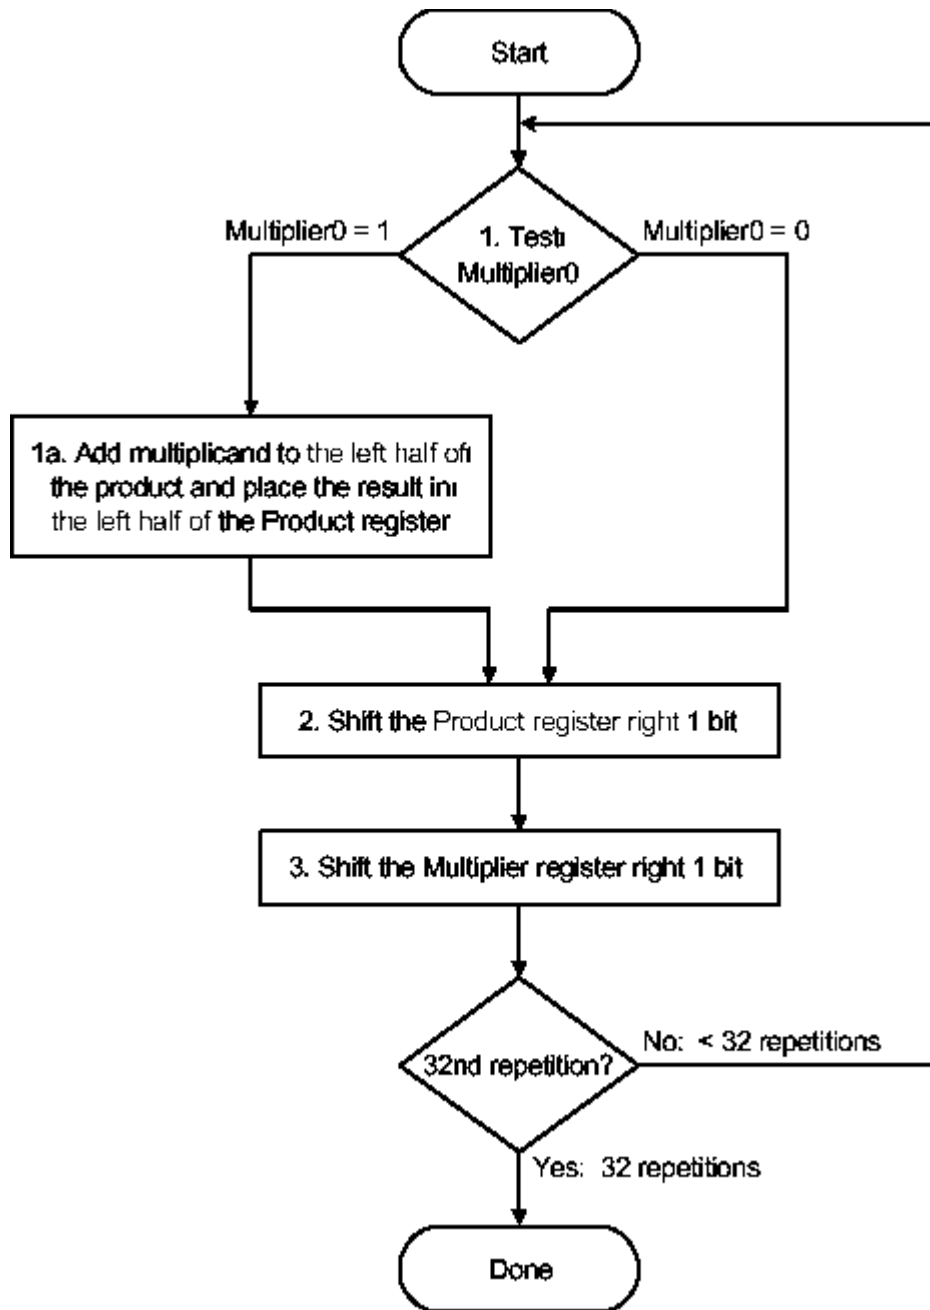 Start
Multiplier0 = 1
1. Test
Multiplier0
Multiplier0 = 0
1a. Add multiplicand to the left half of
the product and place the result in
the left half of the Product register
2. Shift the Product register right 1 bit
3. Shift the Multiplier register right 1 bit
32nd repetition?
No: < 32 repetitions
Yes: 32 repetitions
Done